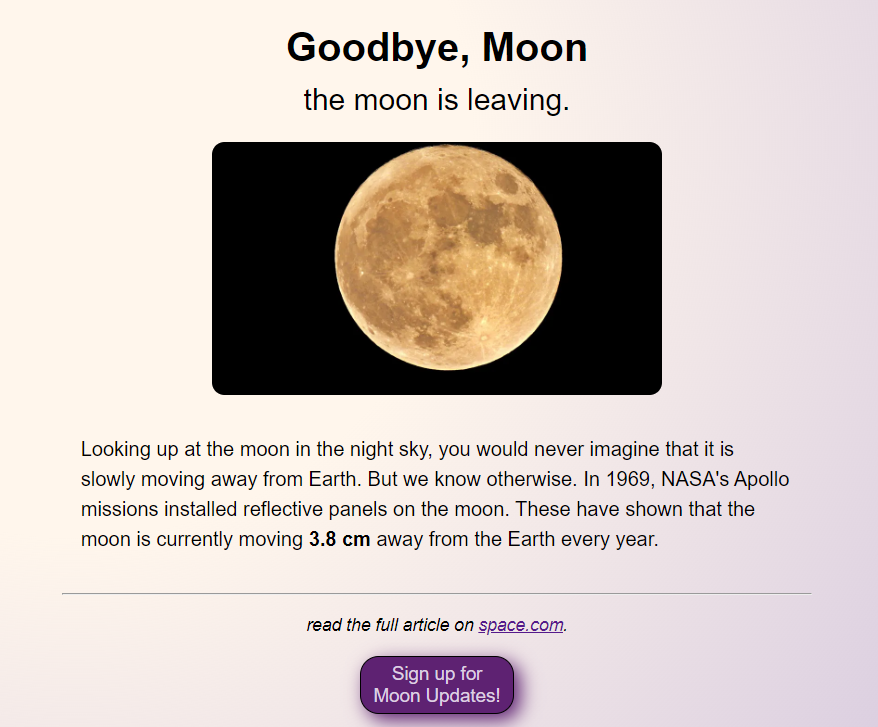 Goodbye, Moon
the moon is leaving.
Looking up at the moon in the night sky, you would never imagine that it is
slowly moving away from Earth. But we know otherwise. In 1969, NASA's Apollo
missions installed reflective panels on the moon. These have shown that the
moon is currently moving 3.8 cm away from the Earth every year.
read the full article on space.com.
Sign up for
Moon Updates!